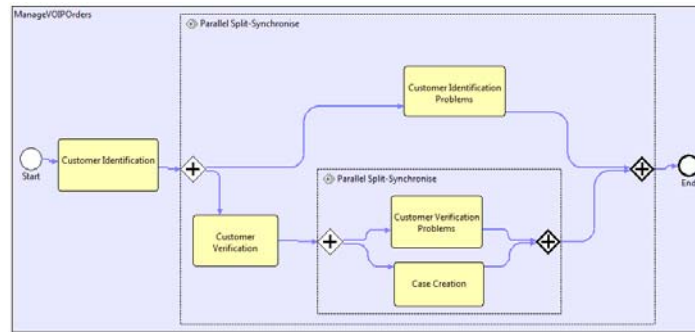 ManageVOIPOrders
Parallel Split-Synchronise
Customer Identification
Problems
Customer Identification
Start
End
Parallel Split-Synchronise
Customer Verification
Problems
Customer
Verification
Case Creation